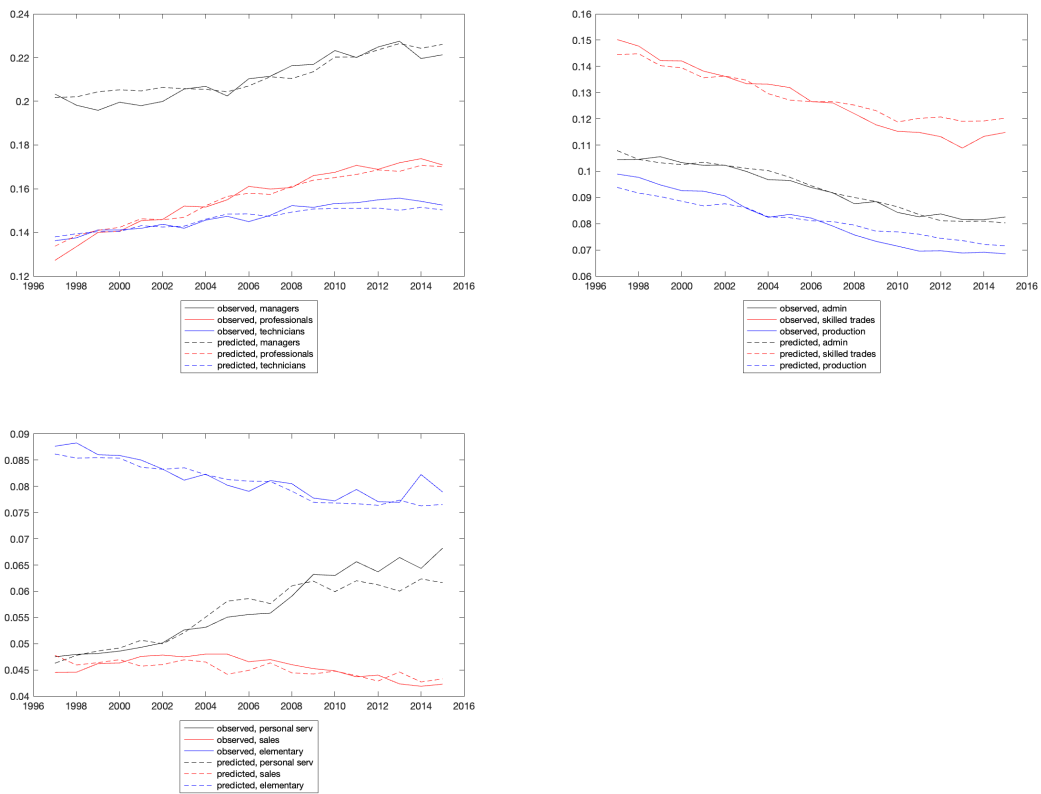 0.24
0.22
0.2
0.18
0.16
0.14
0.12
1996 1998 2000 2002 2004 2006 2008 2010 2012 2014 2016
observed, managers
observed, professionals
observed, technicians
predicted, managers
predicted, professionals
predicted, technicians
0.16
0.15
0.14
0.13
0.12
0.11
0.1
0.09
0.08
0.07
0.06
1996 1998 2000 2002 2004 2006 2008 2010 2012 2014 2016
observed, admin
observed, skilled trades
observed, production
predicted, admin
predicted, skilled trades
predicted, production
0.09
0.085
0.08
0.075
0.07
0.065
0.06
0.055
0.05
0.045
0.04
1996 1998 2000 2002 2004 2006 2008 2010 2012 2014 2016
observed, personal serv
observed, sales
observed, elementary
predicted, personal serv
predicted, sales
predicted, elementary